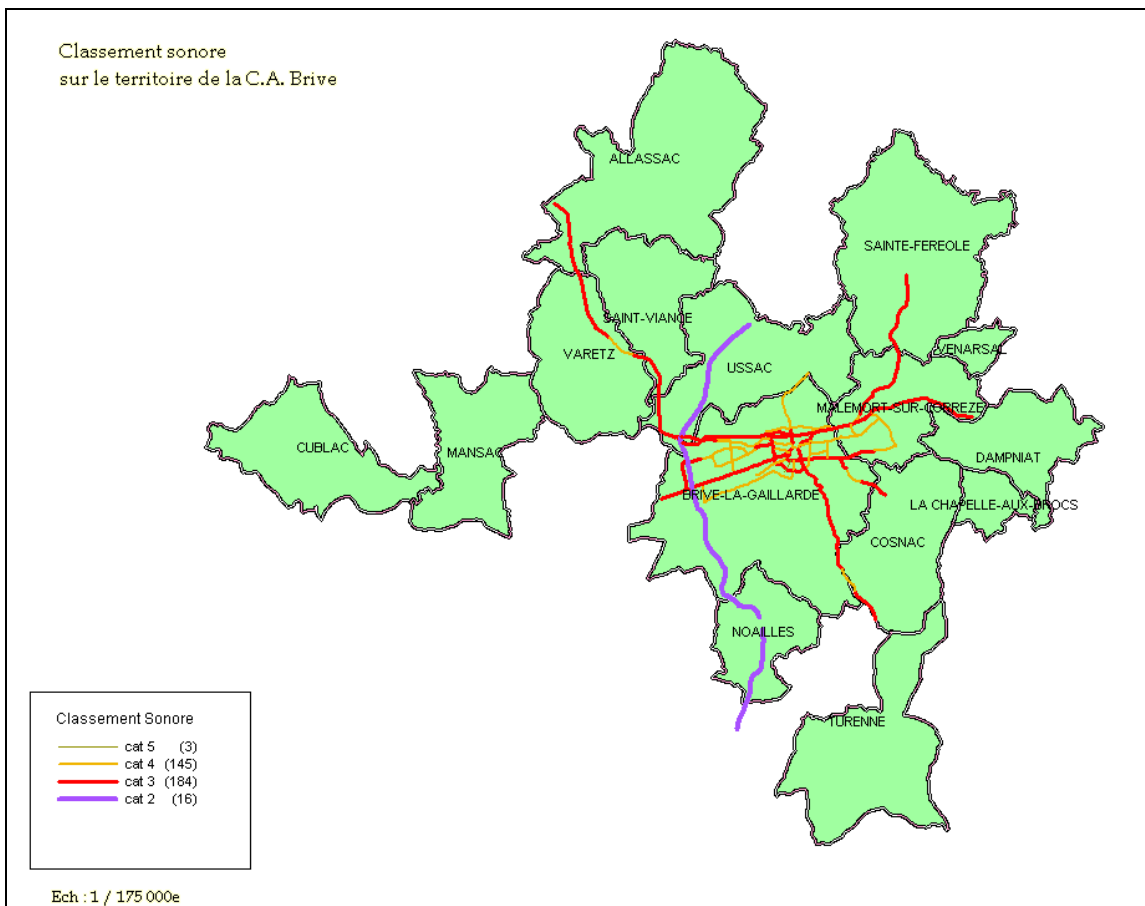 Classement sonore
sur le territoire de la C.A. Brive
ALLASSAC
SAINTE-FEREOLE
SAINT-VIANCE
VENARSAL
VARETZ
USSAC
MALEMORT-SUR-CORREZE
CUBLAC
MANSAC
DAMPNIAT
BRIVE-LA-GAILLARDE
LA CHAPELLE-AUX-BROCS
COSNAC
NOAILLES
TURENNE
Classement Sonore
cat 5 (3)
cat 4 (145)
cat 3 (184)
cat 2 (16)
Ech : 1 / 175 000e